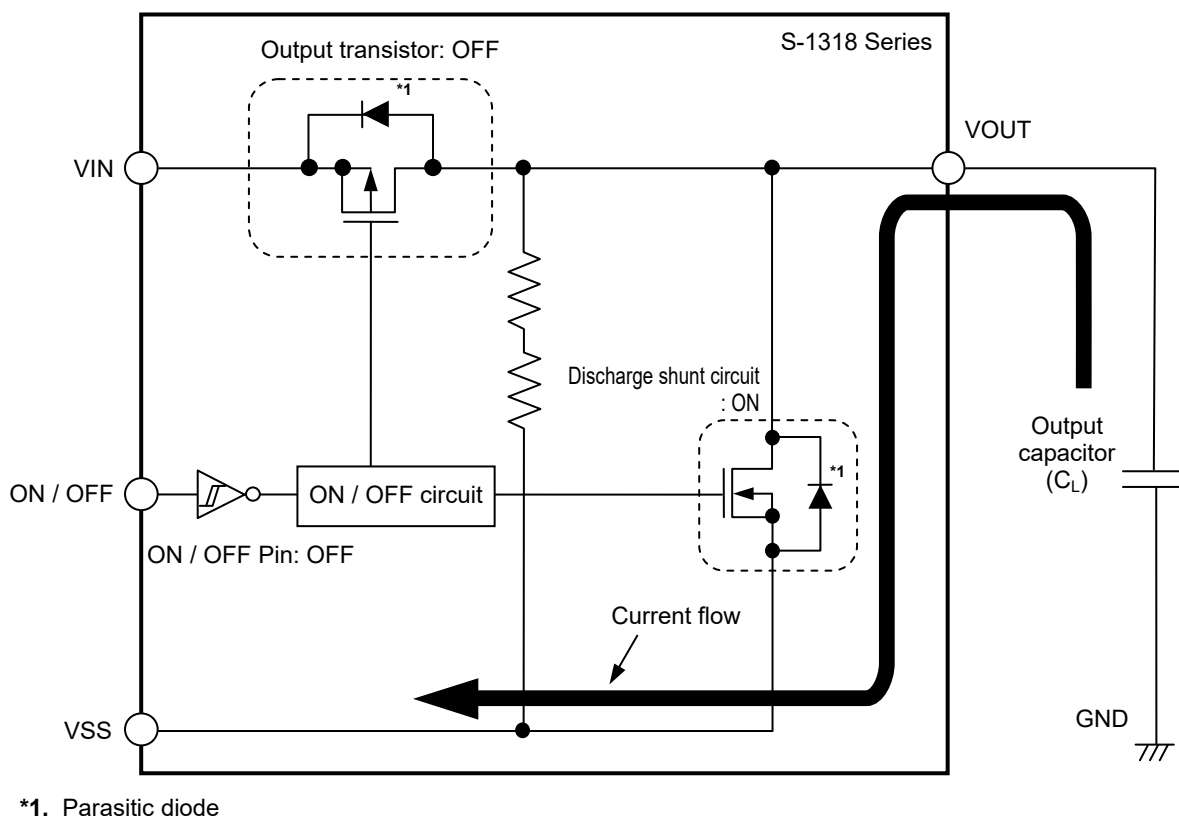 S-1318 Series
Output transistor: OFF
*1
VOUT
VIN
Discharge shunt circuit
: ON
*1
Output
capacitor
(CL)
ON / OFF
ON / OFF circuit
ON / OFF Pin: OFF
Current flow
GND
VSS
*1. Parasitic diode